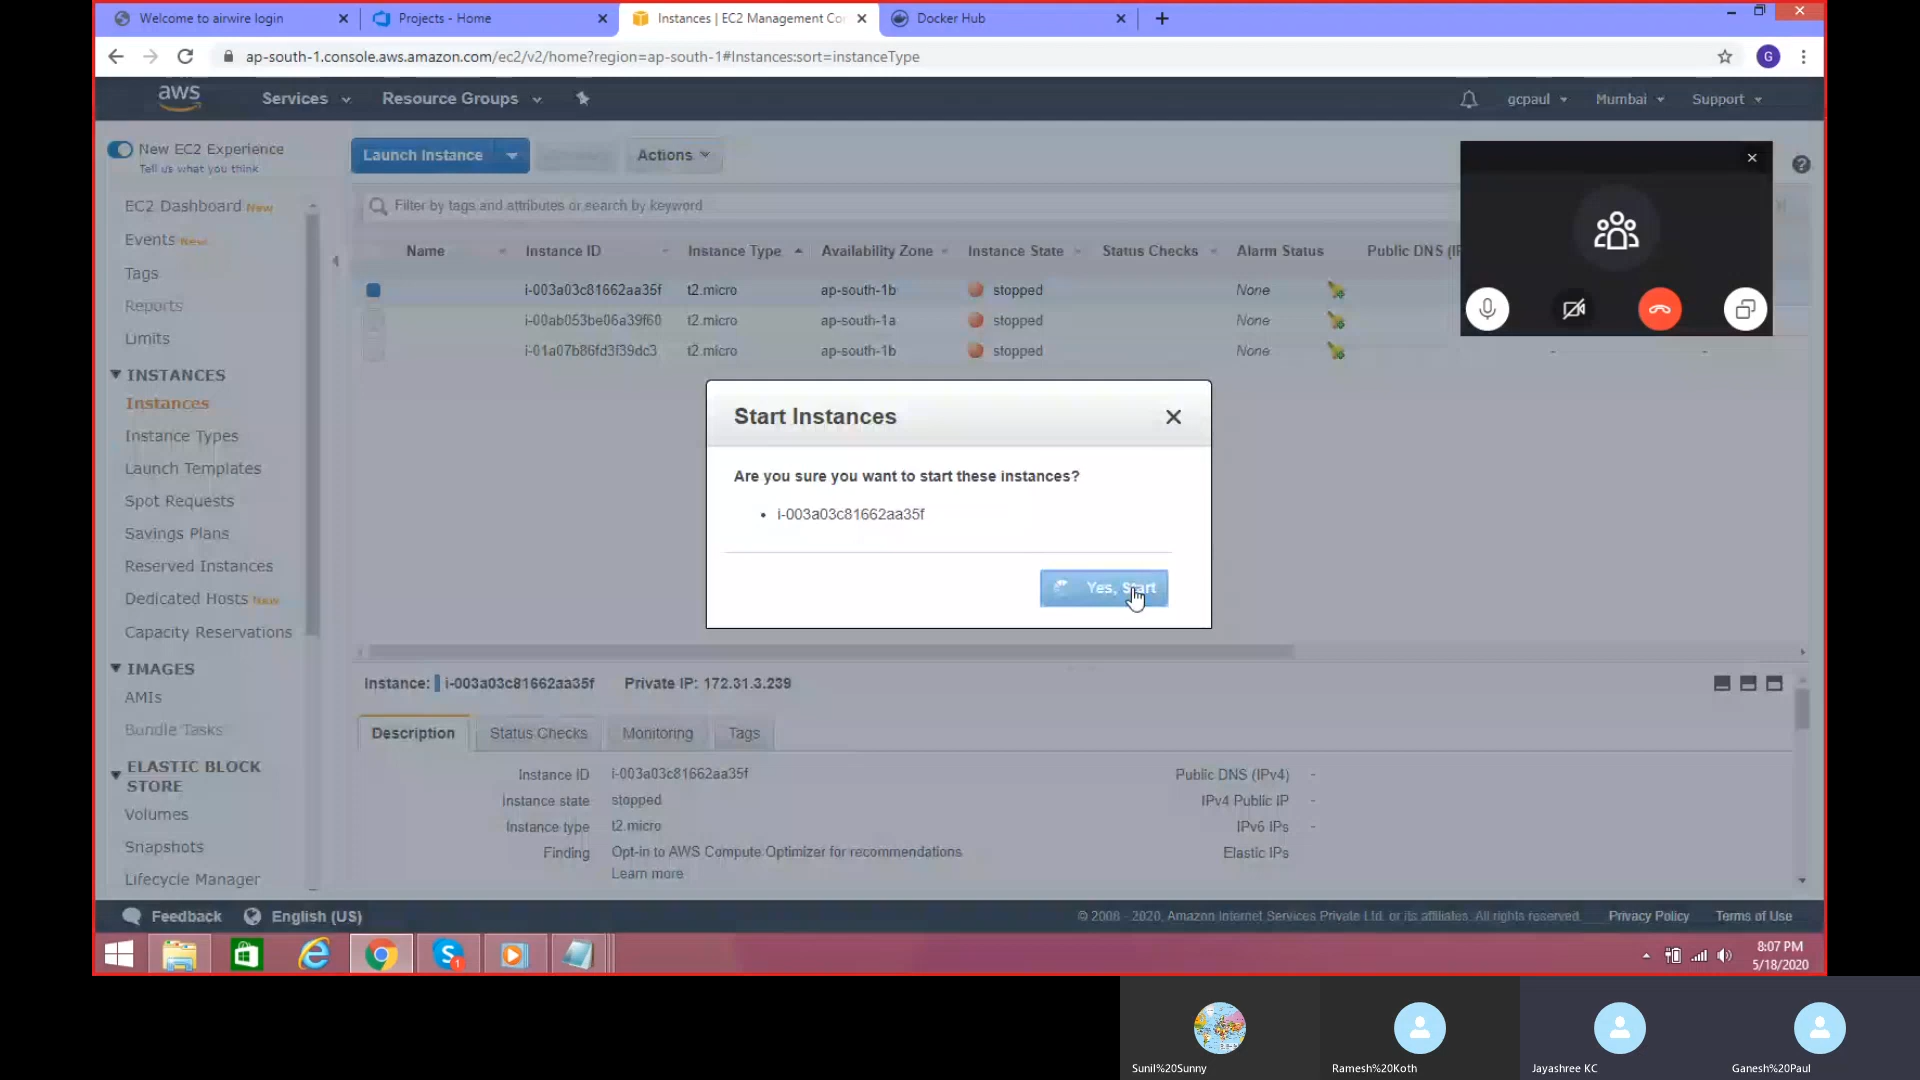 Welcome to airwire login
Projects - Home
Instances | EC2 Management Co
Docker Hub
ap-south-1.console.aws.amazon.com/ec2/v2/home?region=ap-south-1#Instances:sort=instanceType
G
aws
Services
Resource Groups
gcpaul
Mumbai
Support
New EC2 Experience
Tell us what you think
Launch Instance
Actions
EC2 Dashboard New
Filter by tags and attributes or search by keyword
Events New
Tags
Reports
Limits
INSTANCES
Instances
Instance Types
Launch Templates
Spot Requests
Savings Plans
Reserved Instances
Dedicated Hosts New
Capacity Reservations
IMAGES
AMIs
Bundle Tasks
ELASTIC BLOCK
STORE
Volumes
Snapshots
Lifecycle Manager
Name Instance ID Instance Type Availability Zone Instance State Status Checks Alarm Status Public DNS (IP
i-003a03c81662aa35f t2.micro ap-south-1b stopped None
i-00ab053be06a39f60 t2.micro ap-south-1a stopped None
i-01a07b86fd3f39dc3 t2.micro ap-south-1b stopped None
Start Instances
Are you sure you want to start these instances?
• i-003a03c81662aa35f
Yes, Start
Instance: i-003a03c81662aa35f Private IP: 172.31.3.239
Description Status Checks Monitoring Tags
Instance ID i-003a03c81662aa35f Public DNS (IPv4) -
Instance state stopped IPv4 Public IP -
Instance type t2.micro IPv6 IPs -
Finding Opt-in to AWS Compute Optimizer for recommendations Elastic IPs
Learn more
Feedback English (US)
© 2008 - 2020, Amazon Internet Services Private Ltd. or its affiliates. All rights reserved. Privacy Policy Terms of Use
8:07 PM
5/18/2020
Sunil%20Sunny
Ramesh%20Koth
Jayashree KC
Ganesh%20Paul